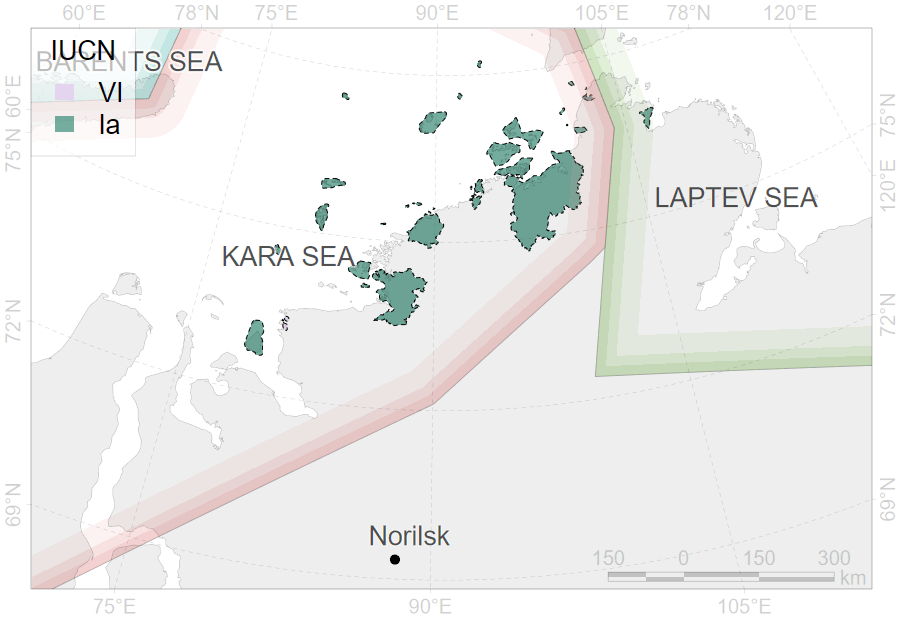 60°E 78°N 75°E 90°E 105°E 78°N 120°E
IUCN
BARENTS SEA
VI
Ia
60°E
75°N
72°N
69°N
75°N
120°E
72°N
69°N
LAPTEV SEA
KARA SEA
Norilsk
150 0 150 300
km
75°E 90°E 105°E